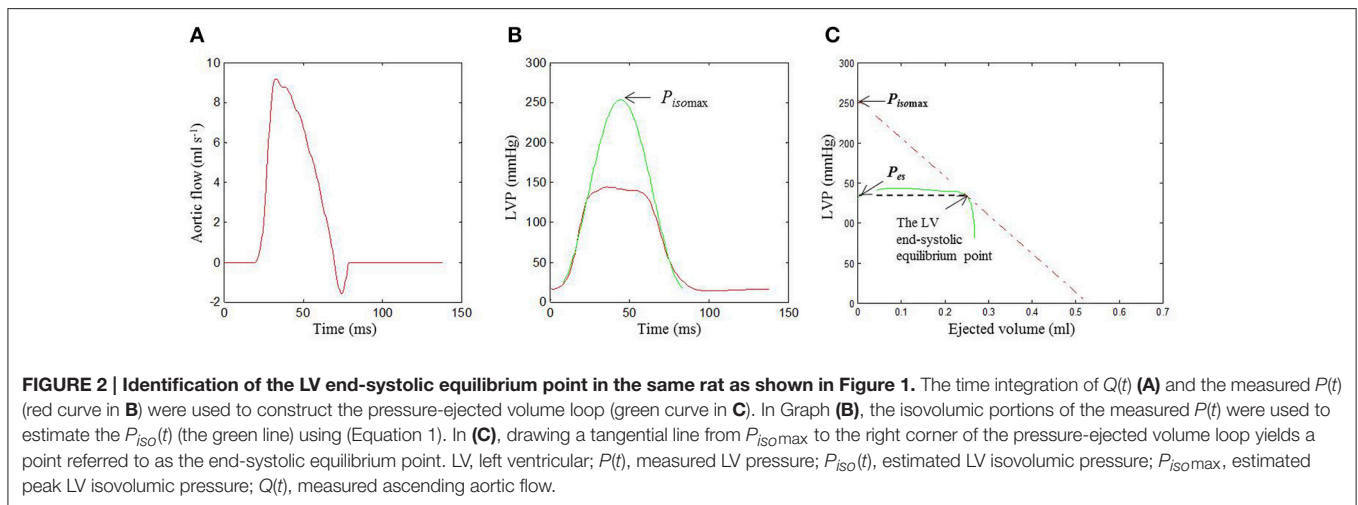 A
10
8
6
4
2
0
-2
Aortic flow (ml s⁻¹)
0 50 100 150
Time (ms)
B
300
250
200
150
100
50
0
LVP (mmHg)
P_isomax
0 50 100 150
Time (ms)
C
300
250
200
50
00
50
0
LVP (mmHg)
P_isomax
P_es
The LV
end-systolic
equilibrium point
0 0.1 0.2 0.3 0.4 0.5 0.6 0.7
Ejected volume (ml)
FIGURE 2 | Identification of the LV end-systolic equilibrium point in the same rat as shown in Figure 1. The time integration of Q(t) (A) and the measured P(t)
(red curve in B) were used to construct the pressure-ejected volume loop (green curve in C). In Graph (B), the isovolumic portions of the measured P(t) were used to
estimate the P_iso(t) (the green line) using (Equation 1). In (C), drawing a tangential line from P_isomax to the right corner of the pressure-ejected volume loop yields a
point referred to as the end-systolic equilibrium point. LV, left ventricular; P(t), measured LV pressure; P_iso(t), estimated LV isovolumic pressure; P_isomax, estimated
peak LV isovolumic pressure; Q(t), measured ascending aortic flow.